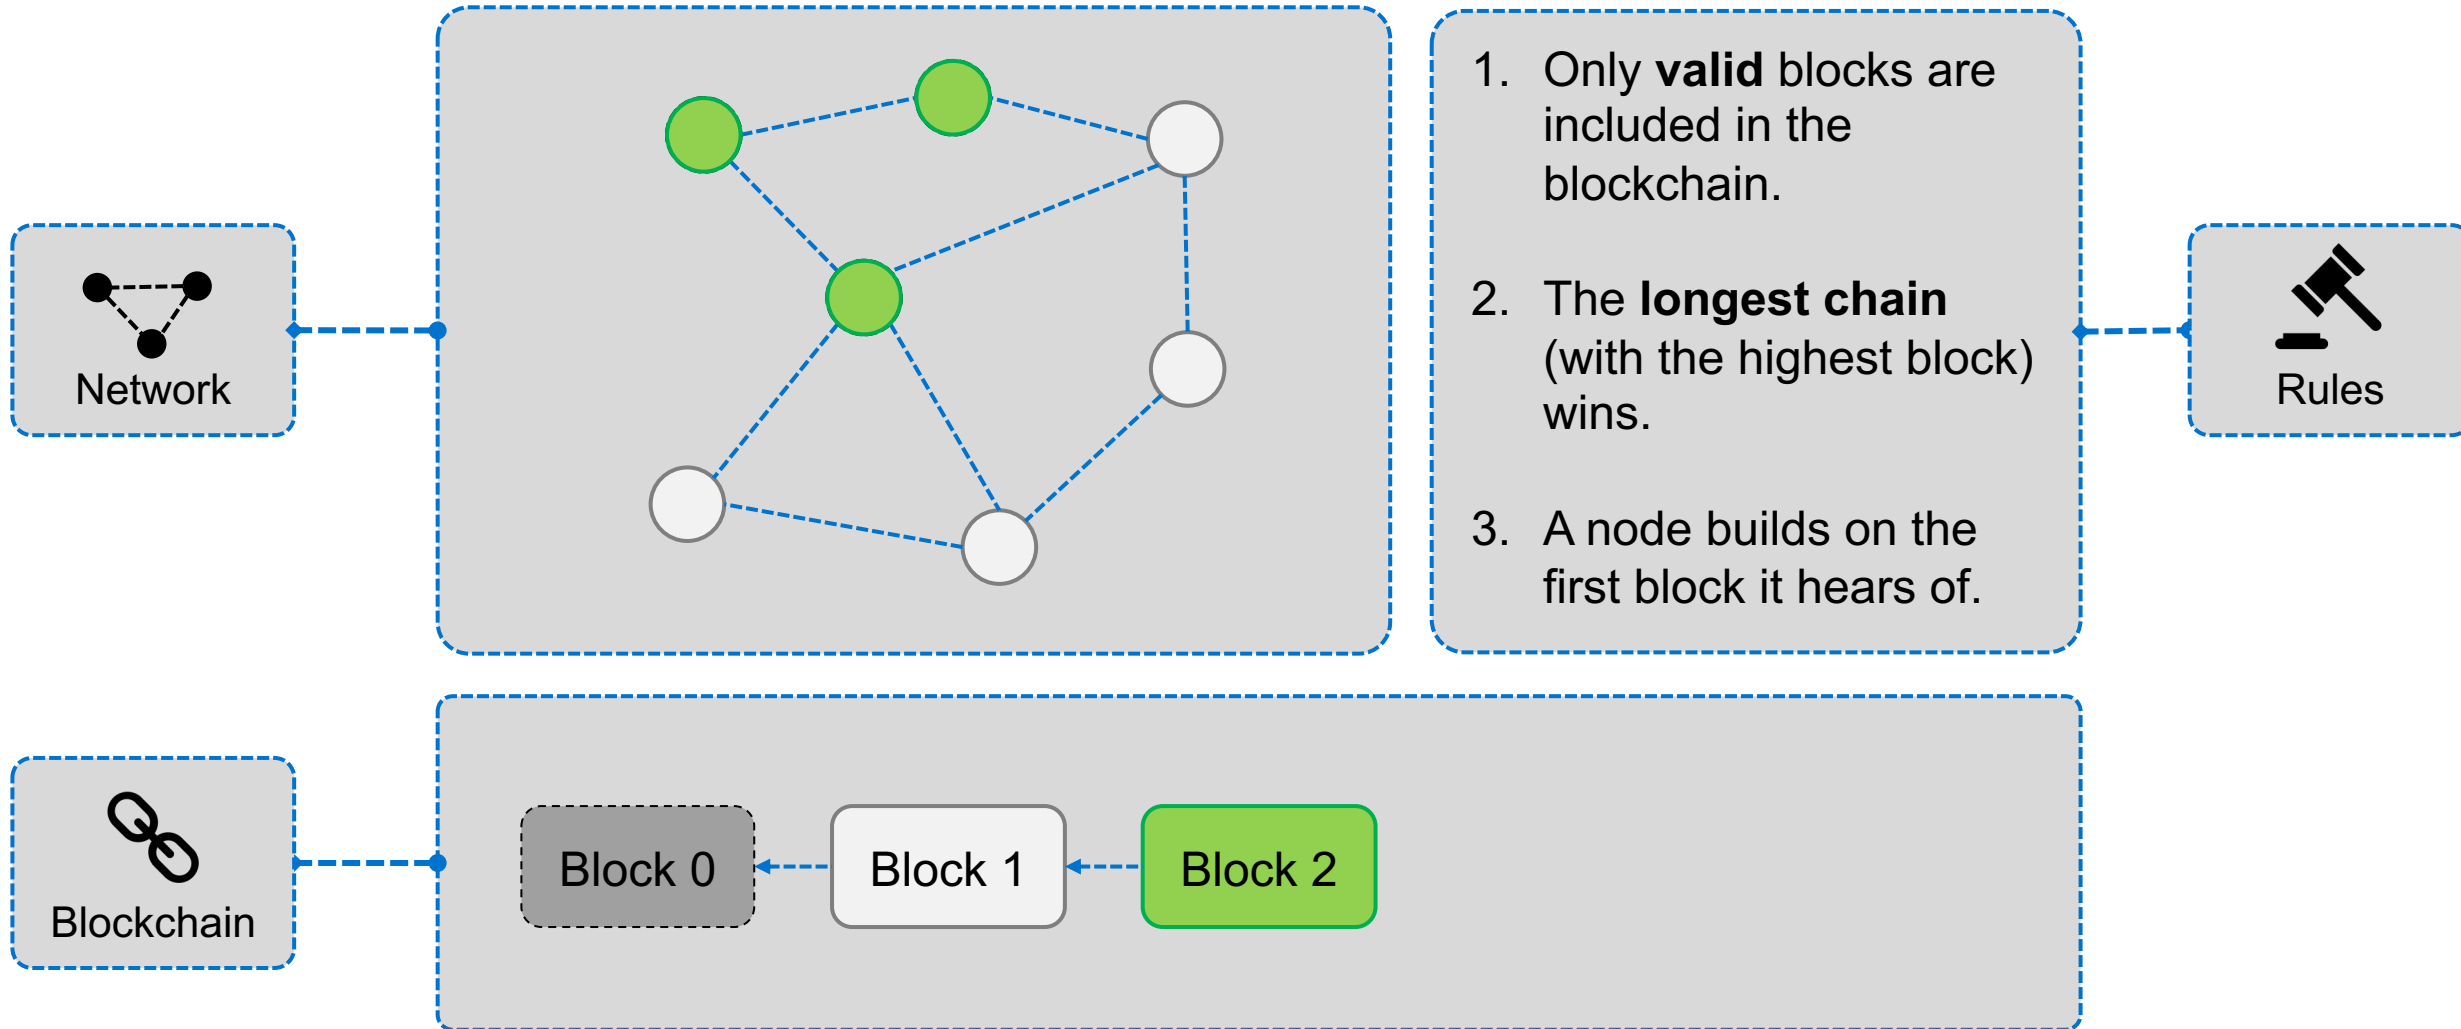 1. Only valid blocks are
included in the
blockchain.
2. The longest chain
(with the highest block)
wins.
3. A node builds on the
first block it hears of.
Network
Rules
Block 0
Block 1
Block 2
Blockchain